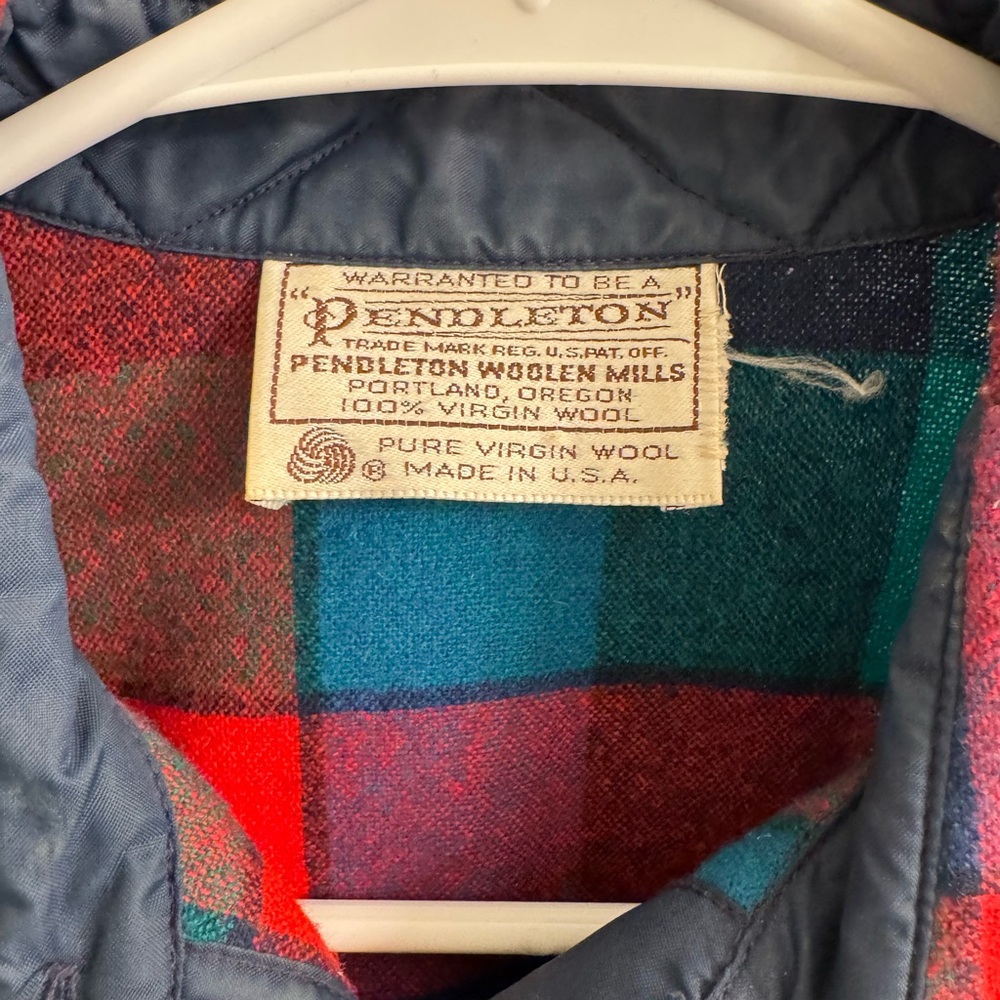 WARRANTED TO BE A
"PENDLETON"
TRADE MARK REG. U.S. PAT. OFF.
PENDLETON WOOLEN MILLS
PORTLAND, OREGON
100% VIRGIN WOOL
PURE VIRGIN WOOL
® MADE IN U.S.A.